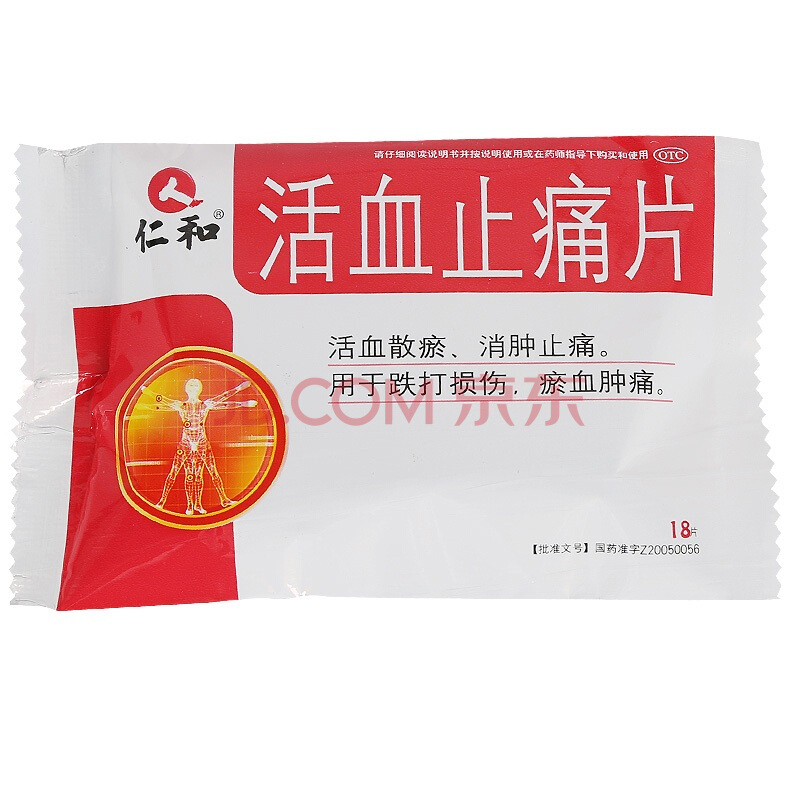 请仔细阅读说明书并按说明使用或在药师指导下购买和使用 OTC
仁和®
活血止痛片
活血散瘀、消肿止痛。
用于跌打损伤，瘀血肿痛。
JD.COM 京东
18片
【批准文号】国药准字Z20050056